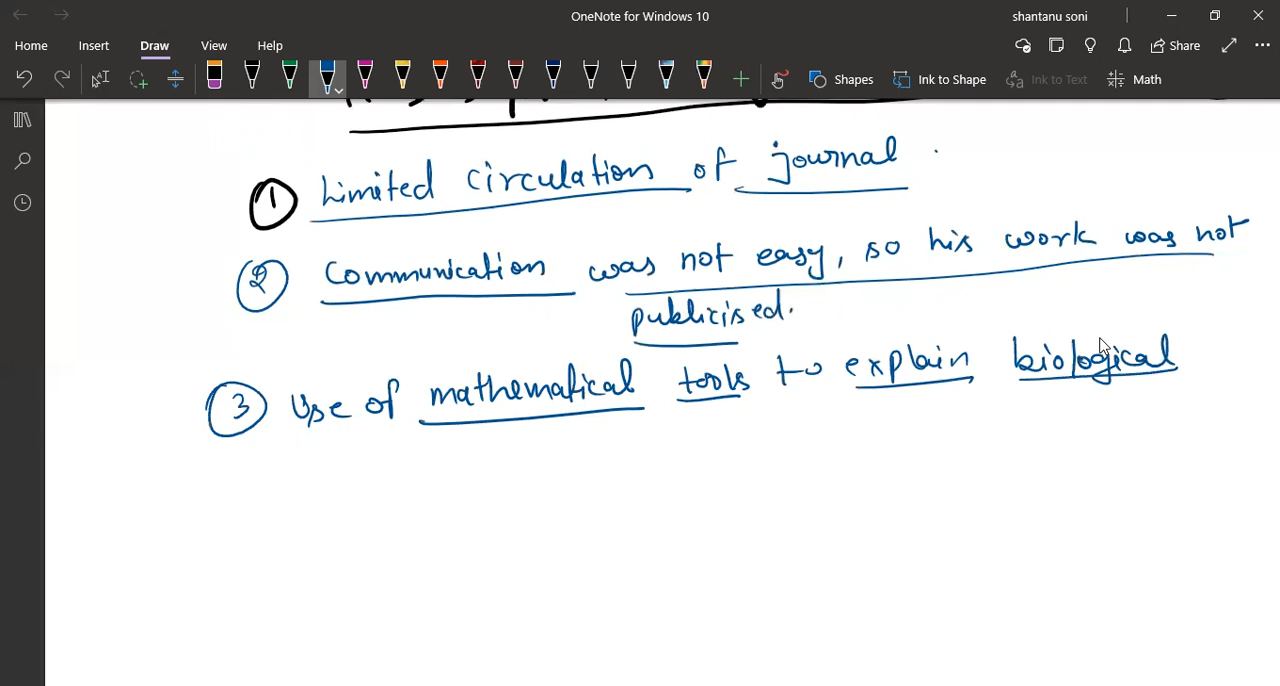 OneNote for Windows 10
shantanu soni
Home Insert Draw View Help
Share
Shapes Ink to Shape Ink to Text Math
1 Limited circulation of journal.
2 Communication was not easy, so his work was not
publicised.
3 Use of mathematical tools to explain biological